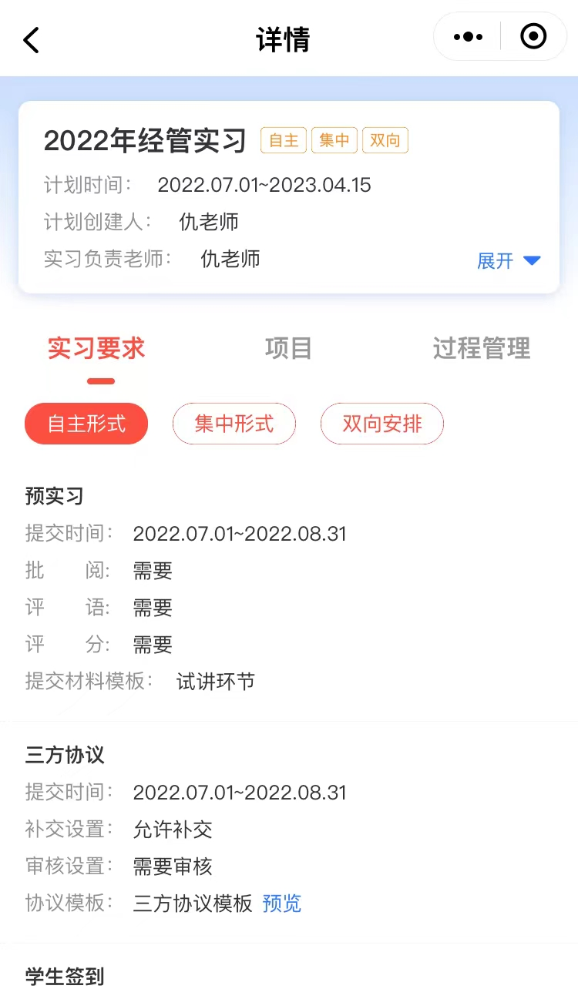 详情
2022年经管实习 自主 集中 双向
计划时间： 2022.07.01~2023.04.15
计划创建人： 仇老师
实习负责老师： 仇老师 展开
实习要求 项目 过程管理
自主形式 集中形式 双向安排
预实习
提交时间： 2022.07.01~2022.08.31
批 阅： 需要
评 语： 需要
评 分： 需要
提交材料模板： 试讲环节
三方协议
提交时间： 2022.07.01~2022.08.31
补交设置： 允许补交
审核设置： 需要审核
协议模板： 三方协议模板 预览
学生签到